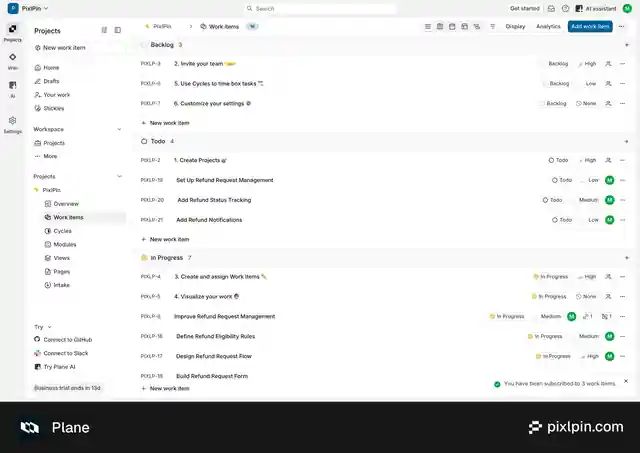 PixlPin
Search
Get started
AI assistant
M
Projects
Wiki
AI
Settings
Projects
New work item
Home
Drafts
Your work
Stickies
Workspace
Projects
More
Projects
PixlPin
Overview
Work items
Cycles
Modules
Views
Pages
Intake
Try
Connect to GitHub
Connect to Slack
Try Plane AI
Business trial ends in 13d
PixlPin
Work items
Display
Analytics
Add work item
Backlog 3
PIXLP-3 2. Invite your team Backlog High
PIXLP-6 5. Use Cycles to time box tasks Backlog Low
PIXLP-7 6. Customize your settings Backlog None
+ New work item
Todo 4
PIXLP-2 1. Create Projects Todo High
PIXLP-19 Set Up Refund Request Management Todo Low M
PIXLP-20 Add Refund Status Tracking Todo Medium M
PIXLP-21 Add Refund Notifications Todo Low M
+ New work item
In Progress 7
PIXLP-4 3. Create and assign Work items In Progress High
PIXLP-5 4. Visualize your work In Progress None
PIXLP-8 Improve Refund Request Management In Progress Medium M 1 1
PIXLP-16 Define Refund Eligibility Rules In Progress Medium M
PIXLP-17 Design Refund Request Flow In Progress High M
PIXLP-18 Build Refund Request Form
+ New work item
You have been subscribed to 3 work items.
Plane
pixlpin.com